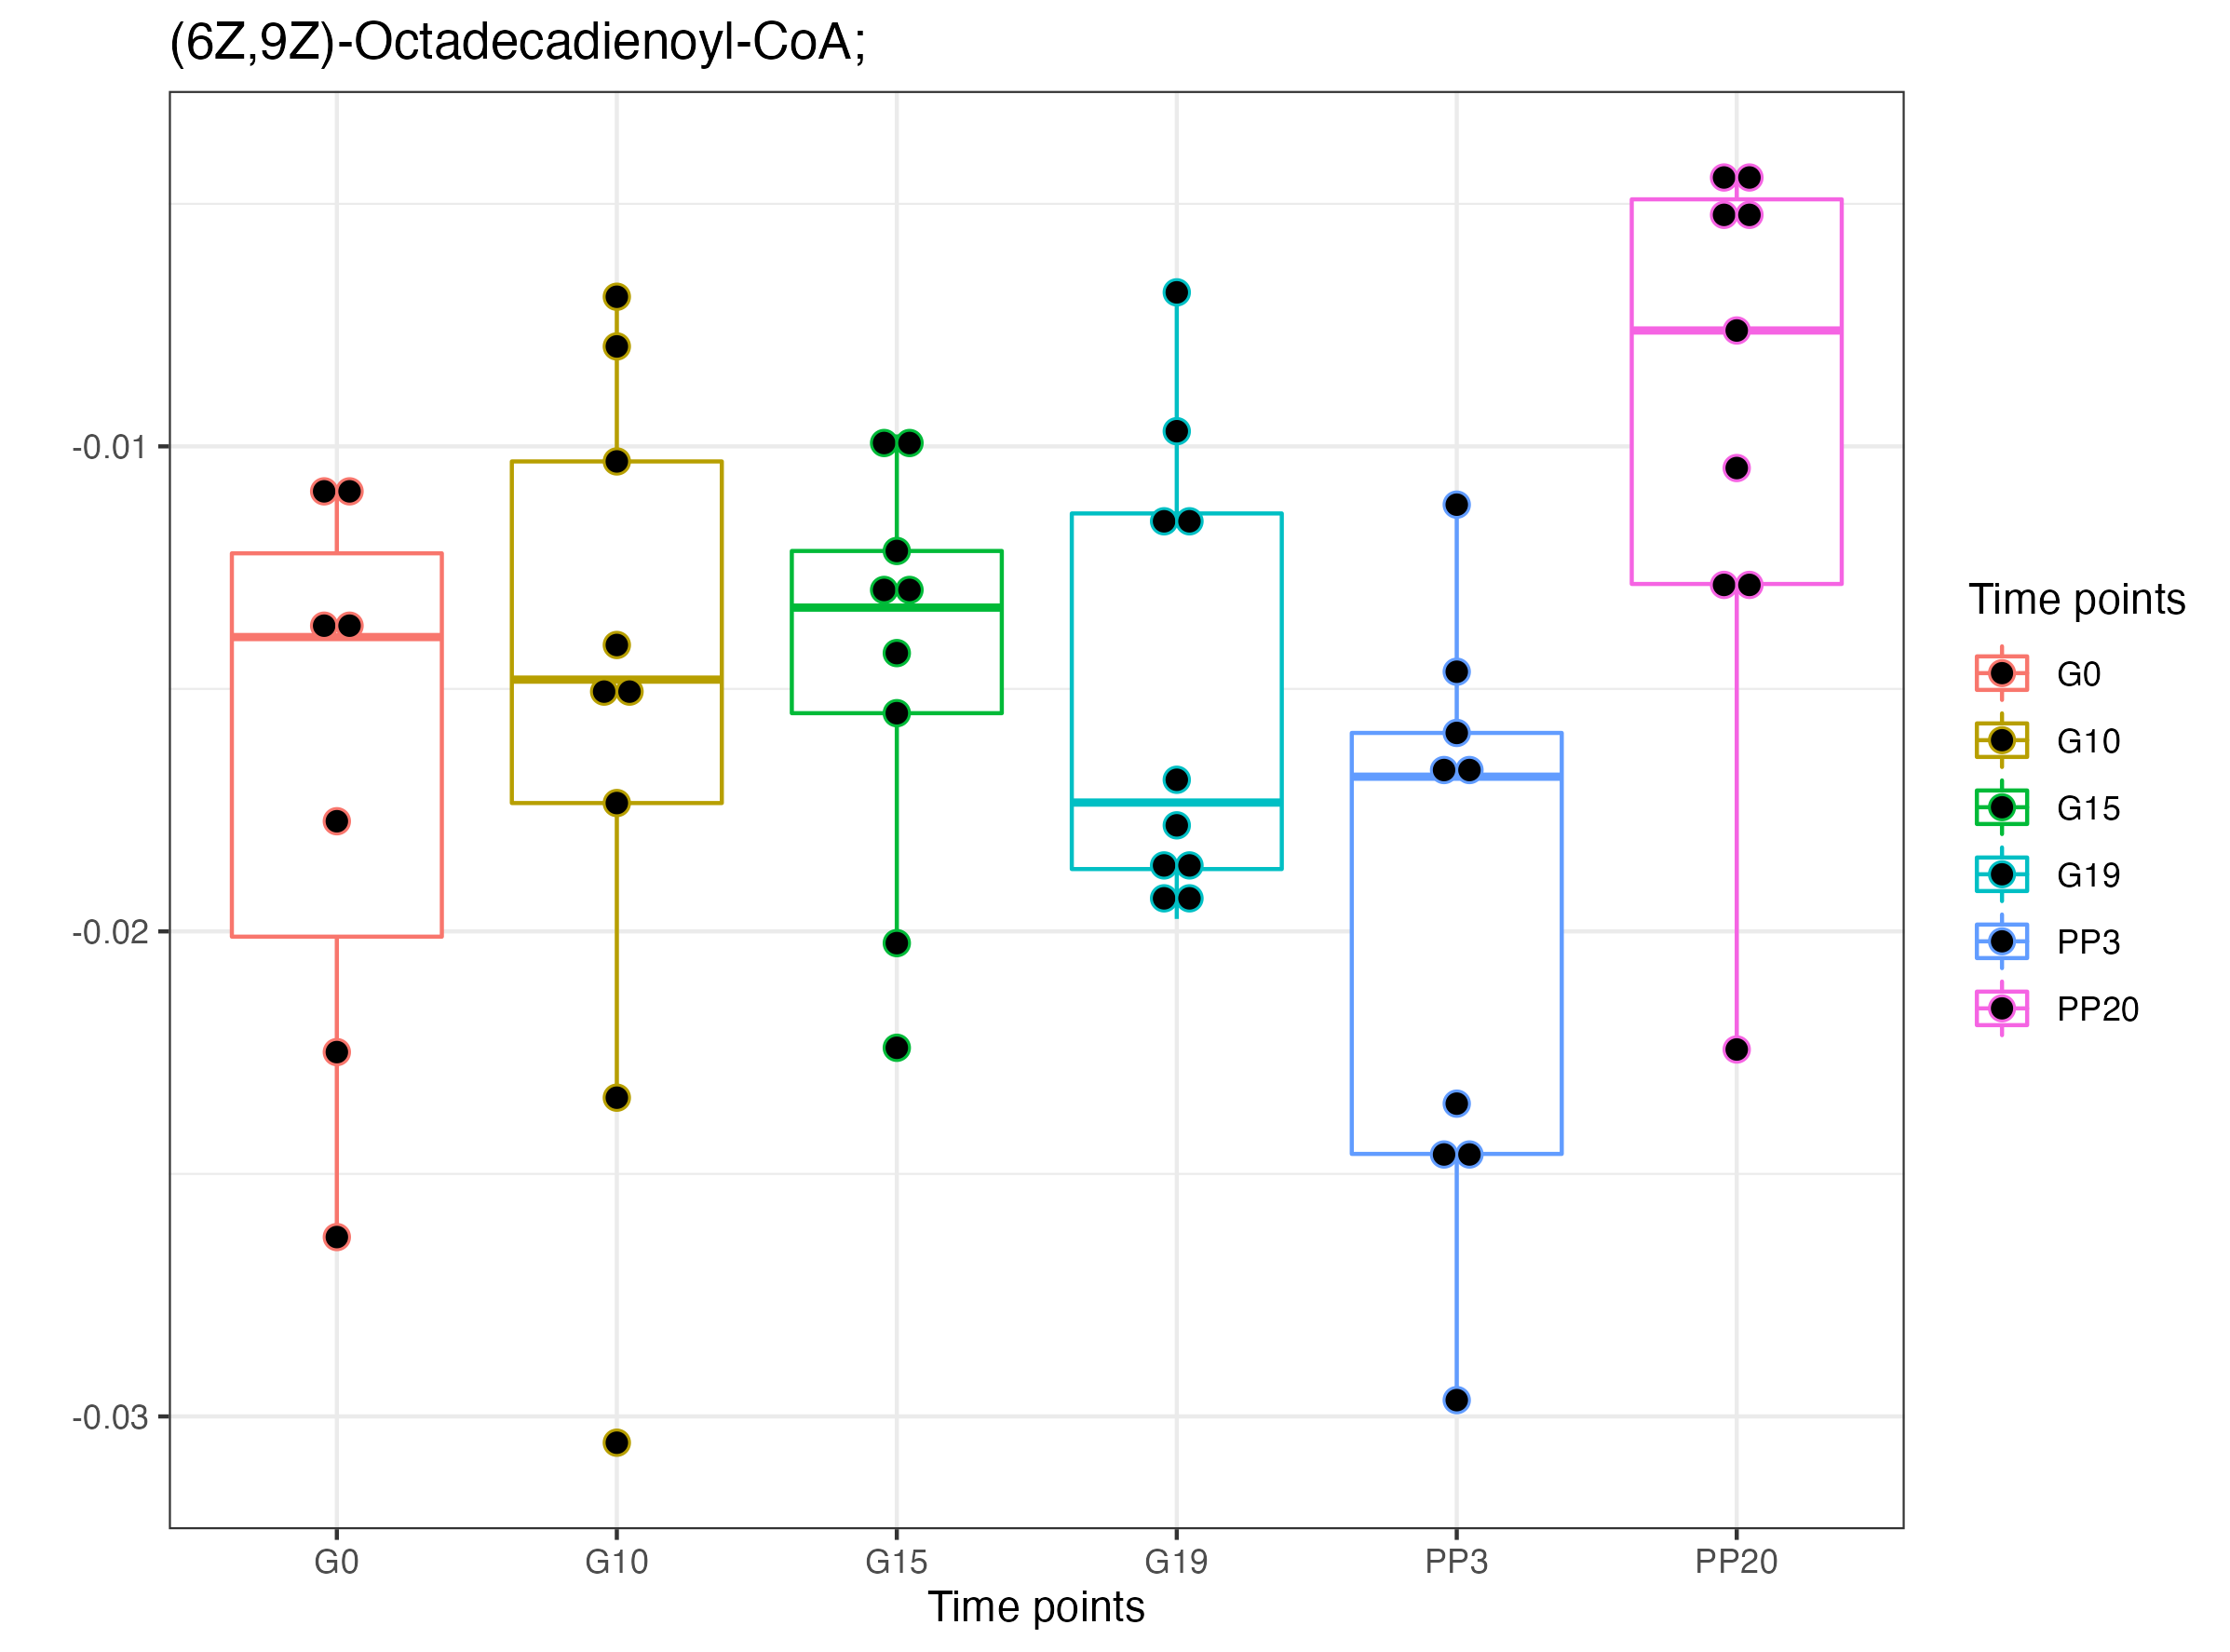 (6Z,9Z)-Octadecadienoyl-CoA;
-0.01
-0.02
-0.03
G0 G10 G15 G19 PP3 PP20
Time points
Time points
G0
G10
G15
G19
PP3
PP20